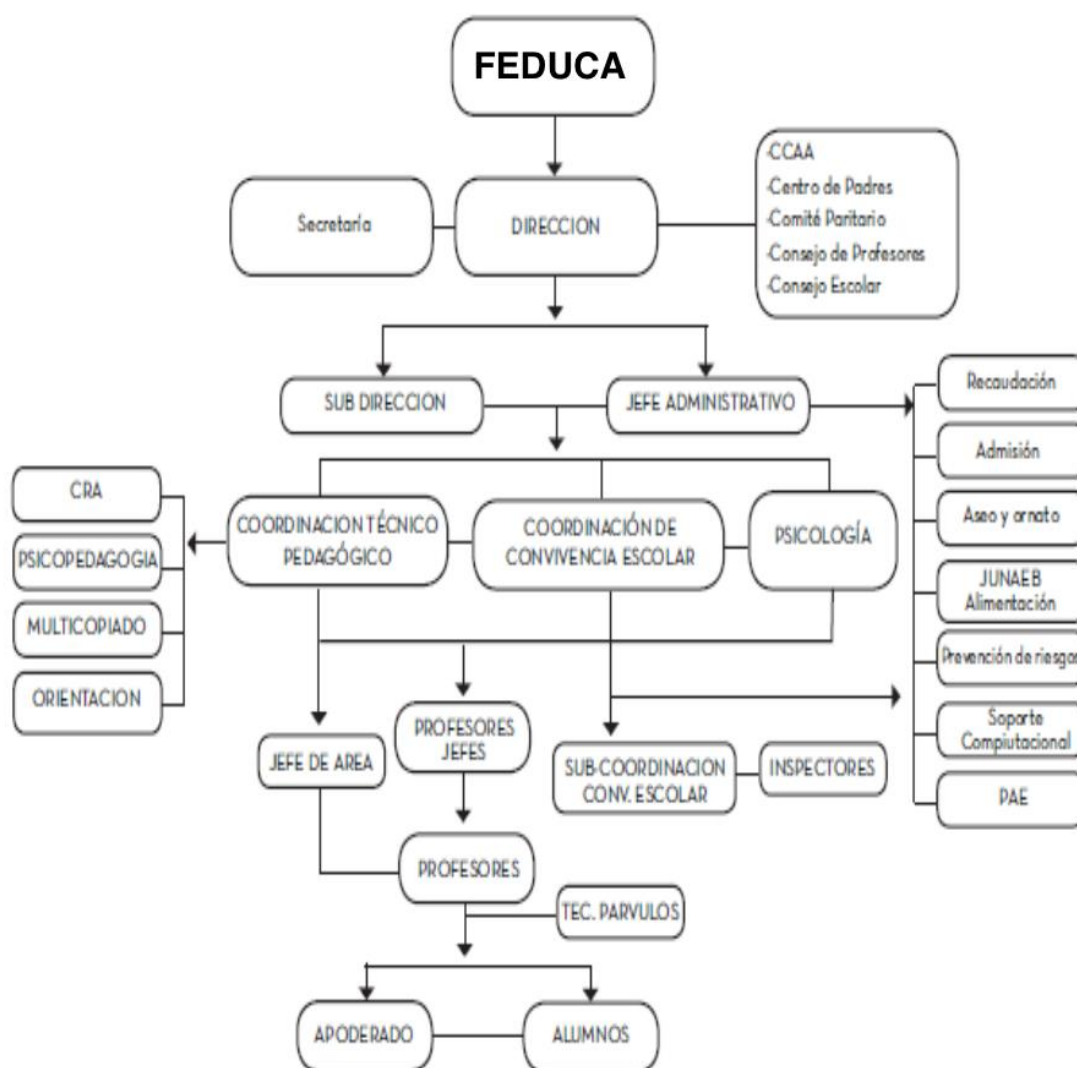 FEDUCA
-CCAA
-Centro de Padres
-Comité Paritario
-Consejo de Profesores
-Consejo Escolar
Secretaría
DIRECCION
SUB DIRECCION
JEFE ADMINISTRATIVO
Recaudación
Admisión
Aseo y ornato
JUNAEB
Alimentación
Prevención de riesgos
Soporte
Compiutacional
PAE
CRA
PSICOPEDAGOGIA
MULTICOPIADO
ORIENTACION
COORDINACION TÉCNICO
PEDAGÓGICO
COORDINACIÓN DE
CONVIVENCIA ESCOLAR
PSICOLOGÍA
JEFE DE AREA
PROFESORES
JEFES
SUB-COORDINACION
CONV. ESCOLAR
INSPECTORES
PROFESORES
TEC. PARVULOS
APODERADO
ALUMNOS